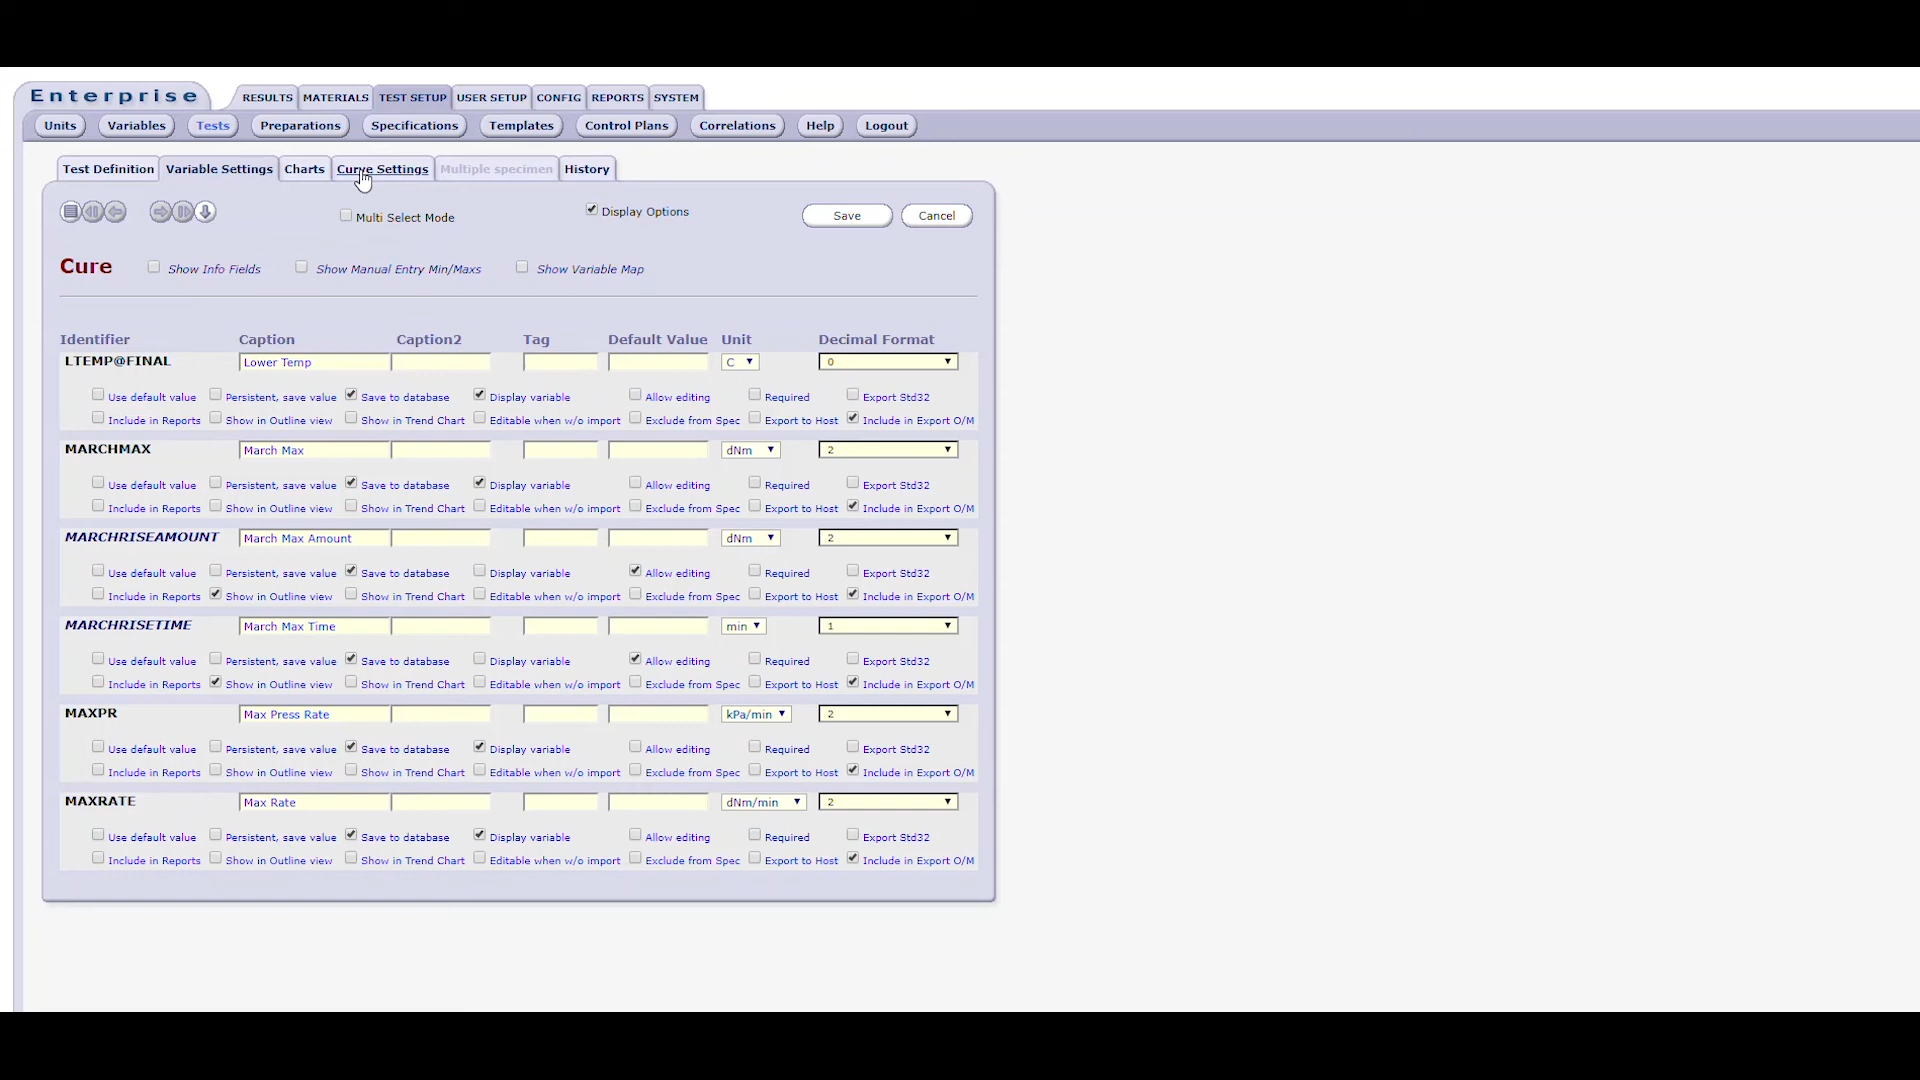 Enterprise
RESULTS MATERIALS TEST SETUP USER SETUP CONFIG REPORTS SYSTEM
Units Variables Tests Preparations Specifications Templates Control Plans Correlations Help Logout
Test Definition Variable Settings Charts Curve Settings Multiple specimen History
Multi Select Mode Display Options Save Cancel
Cure Show Info Fields Show Manual Entry Min/Maxs Show Variable Map
Identifier Caption Caption2 Tag Default Value Unit Decimal Format
LTEMP@FINAL Lower Temp C 0
Use default value Persistent, save value Save to database Display variable Allow editing Required Export Std32
Include in Reports Show in Outline view Show in Trend Chart Editable when w/o import Exclude from Spec Export to Host Include in Export O/M
MARCHMAX March Max dNm 2
Use default value Persistent, save value Save to database Display variable Allow editing Required Export Std32
Include in Reports Show in Outline view Show in Trend Chart Editable when w/o import Exclude from Spec Export to Host Include in Export O/M
MARCHRISEAMOUNT March Max Amount dNm 2
Use default value Persistent, save value Save to database Display variable Allow editing Required Export Std32
Include in Reports Show in Outline view Show in Trend Chart Editable when w/o import Exclude from Spec Export to Host Include in Export O/M
MARCHRISETIME March Max Time min 1
Use default value Persistent, save value Save to database Display variable Allow editing Required Export Std32
Include in Reports Show in Outline view Show in Trend Chart Editable when w/o import Exclude from Spec Export to Host Include in Export O/M
MAXPR Max Press Rate kPa/min 2
Use default value Persistent, save value Save to database Display variable Allow editing Required Export Std32
Include in Reports Show in Outline view Show in Trend Chart Editable when w/o import Exclude from Spec Export to Host Include in Export O/M
MAXRATE Max Rate dNm/min 2
Use default value Persistent, save value Save to database Display variable Allow editing Required Export Std32
Include in Reports Show in Outline view Show in Trend Chart Editable when w/o import Exclude from Spec Export to Host Include in Export O/M